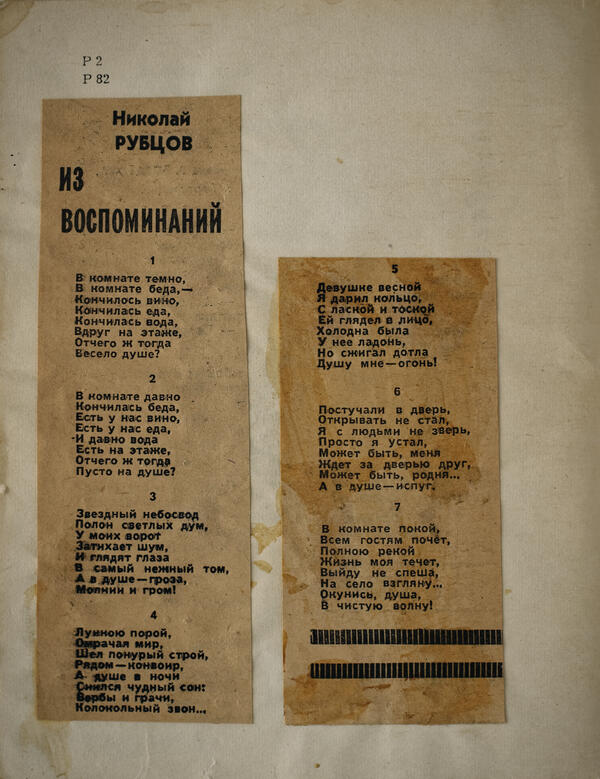 Р 2
Р 82
Николай
РУБЦОВ
ИЗ
ВОСПОМИНАНИЙ
1
В комнате темно,
В комнате беда,—
Кончилось вино,
Кончилась еда,
Кончилась вода,
Вдруг на этаже,
Отчего ж тогда
Весело душе?
2
В комнате давно
Кончилась беда,
Есть у нас вино,
Есть у нас еда,
И давно вода
Есть на этаже,
Отчего ж тогда
Пусто на душе?
3
Звездный небосвод
Полон светлых дум,
У моих ворот
Затихает шум,
И глядят глаза
В самый нежный том,
А в душе—гроза,
Молнии и гром!
4
Лунною порой,
Омрачая мир,
Шел понурый строй,
Рядом—конвоир,
А душе в ночи
Снился чудный сон:
Вербы и грачи,
Колокольный звон...
5
Девушке весной
Я дарил кольцо,
С лаской и тоской
Ей глядел в лицо,
Холодна была
У нее ладонь,
Но сжигал дотла
Душу мне—огонь!
6
Постучали в дверь,
Открывать не стал,
Я с людьми не зверь,
Просто я устал,
Может быть, меня
Ждет за дверью друг,
Может быть, родня...
А в душе—испуг.
7
В комнате покой,
Всем гостям почёт,
Полною рекой
Жизнь моя течет,
Выйду не спеша,
На село взгляну...
Окунись, душа,
В чистую волну!